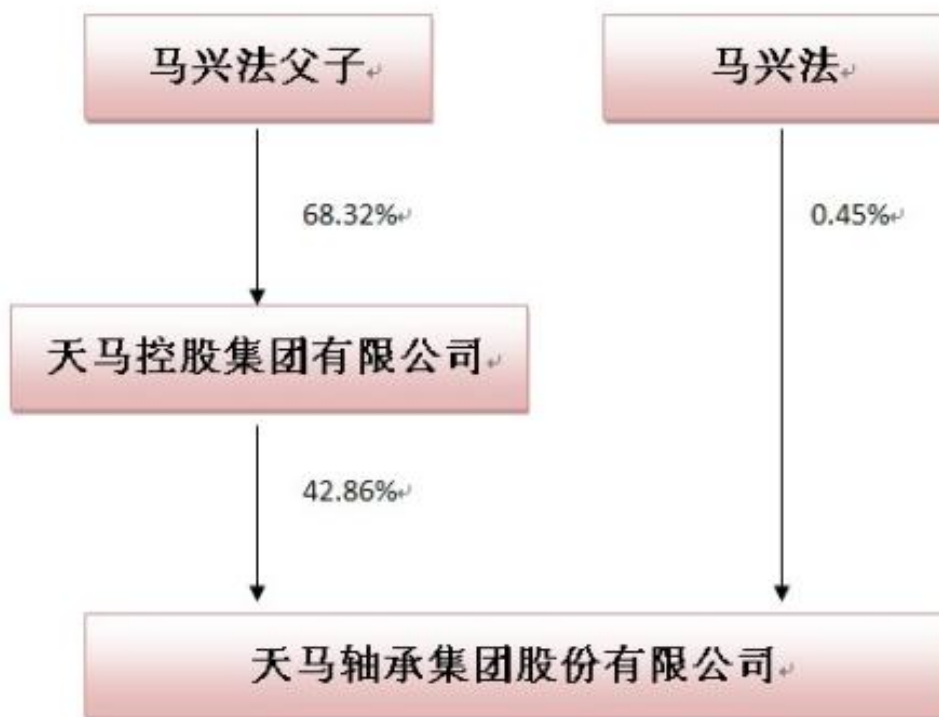 马兴法父子
马兴法
68.32%
0.45%
天马控股集团有限公司
42.86%
天马轴承集团股份有限公司